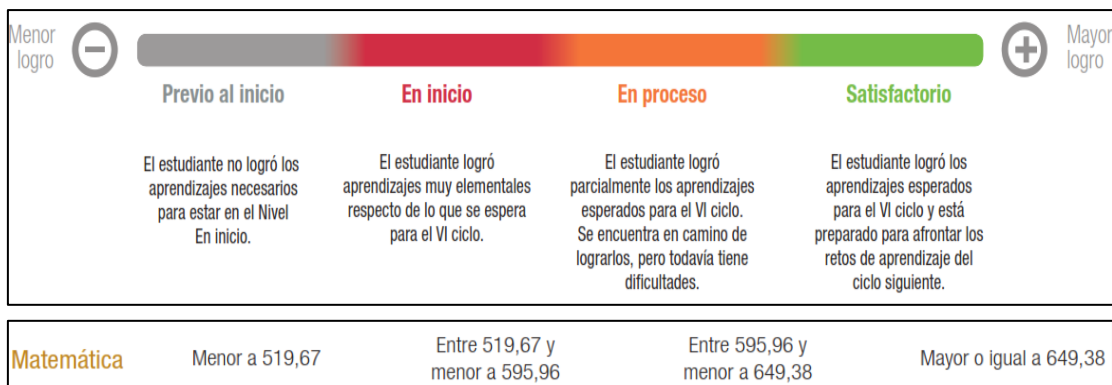 Menor
logro
Mayor
logro
Previo al inicio
En inicio
En proceso
Satisfactorio
El estudiante no logró los
aprendizajes necesarios
para estar en el Nivel
En inicio.
El estudiante logró
aprendizajes muy elementales
respecto de lo que se espera
para el VI ciclo.
El estudiante logró
parcialmente los aprendizajes
esperados para el VI ciclo.
Se encuentra en camino de
lograrlos, pero todavía tiene
dificultades.
El estudiante logró los
aprendizajes esperados
para el VI ciclo y está
preparado para afrontar los
retos de aprendizaje del
ciclo siguiente.
Matemática
Menor a 519,67
Entre 519,67 y
menor a 595,96
Entre 595,96 y
menor a 649,38
Mayor o igual a 649,38